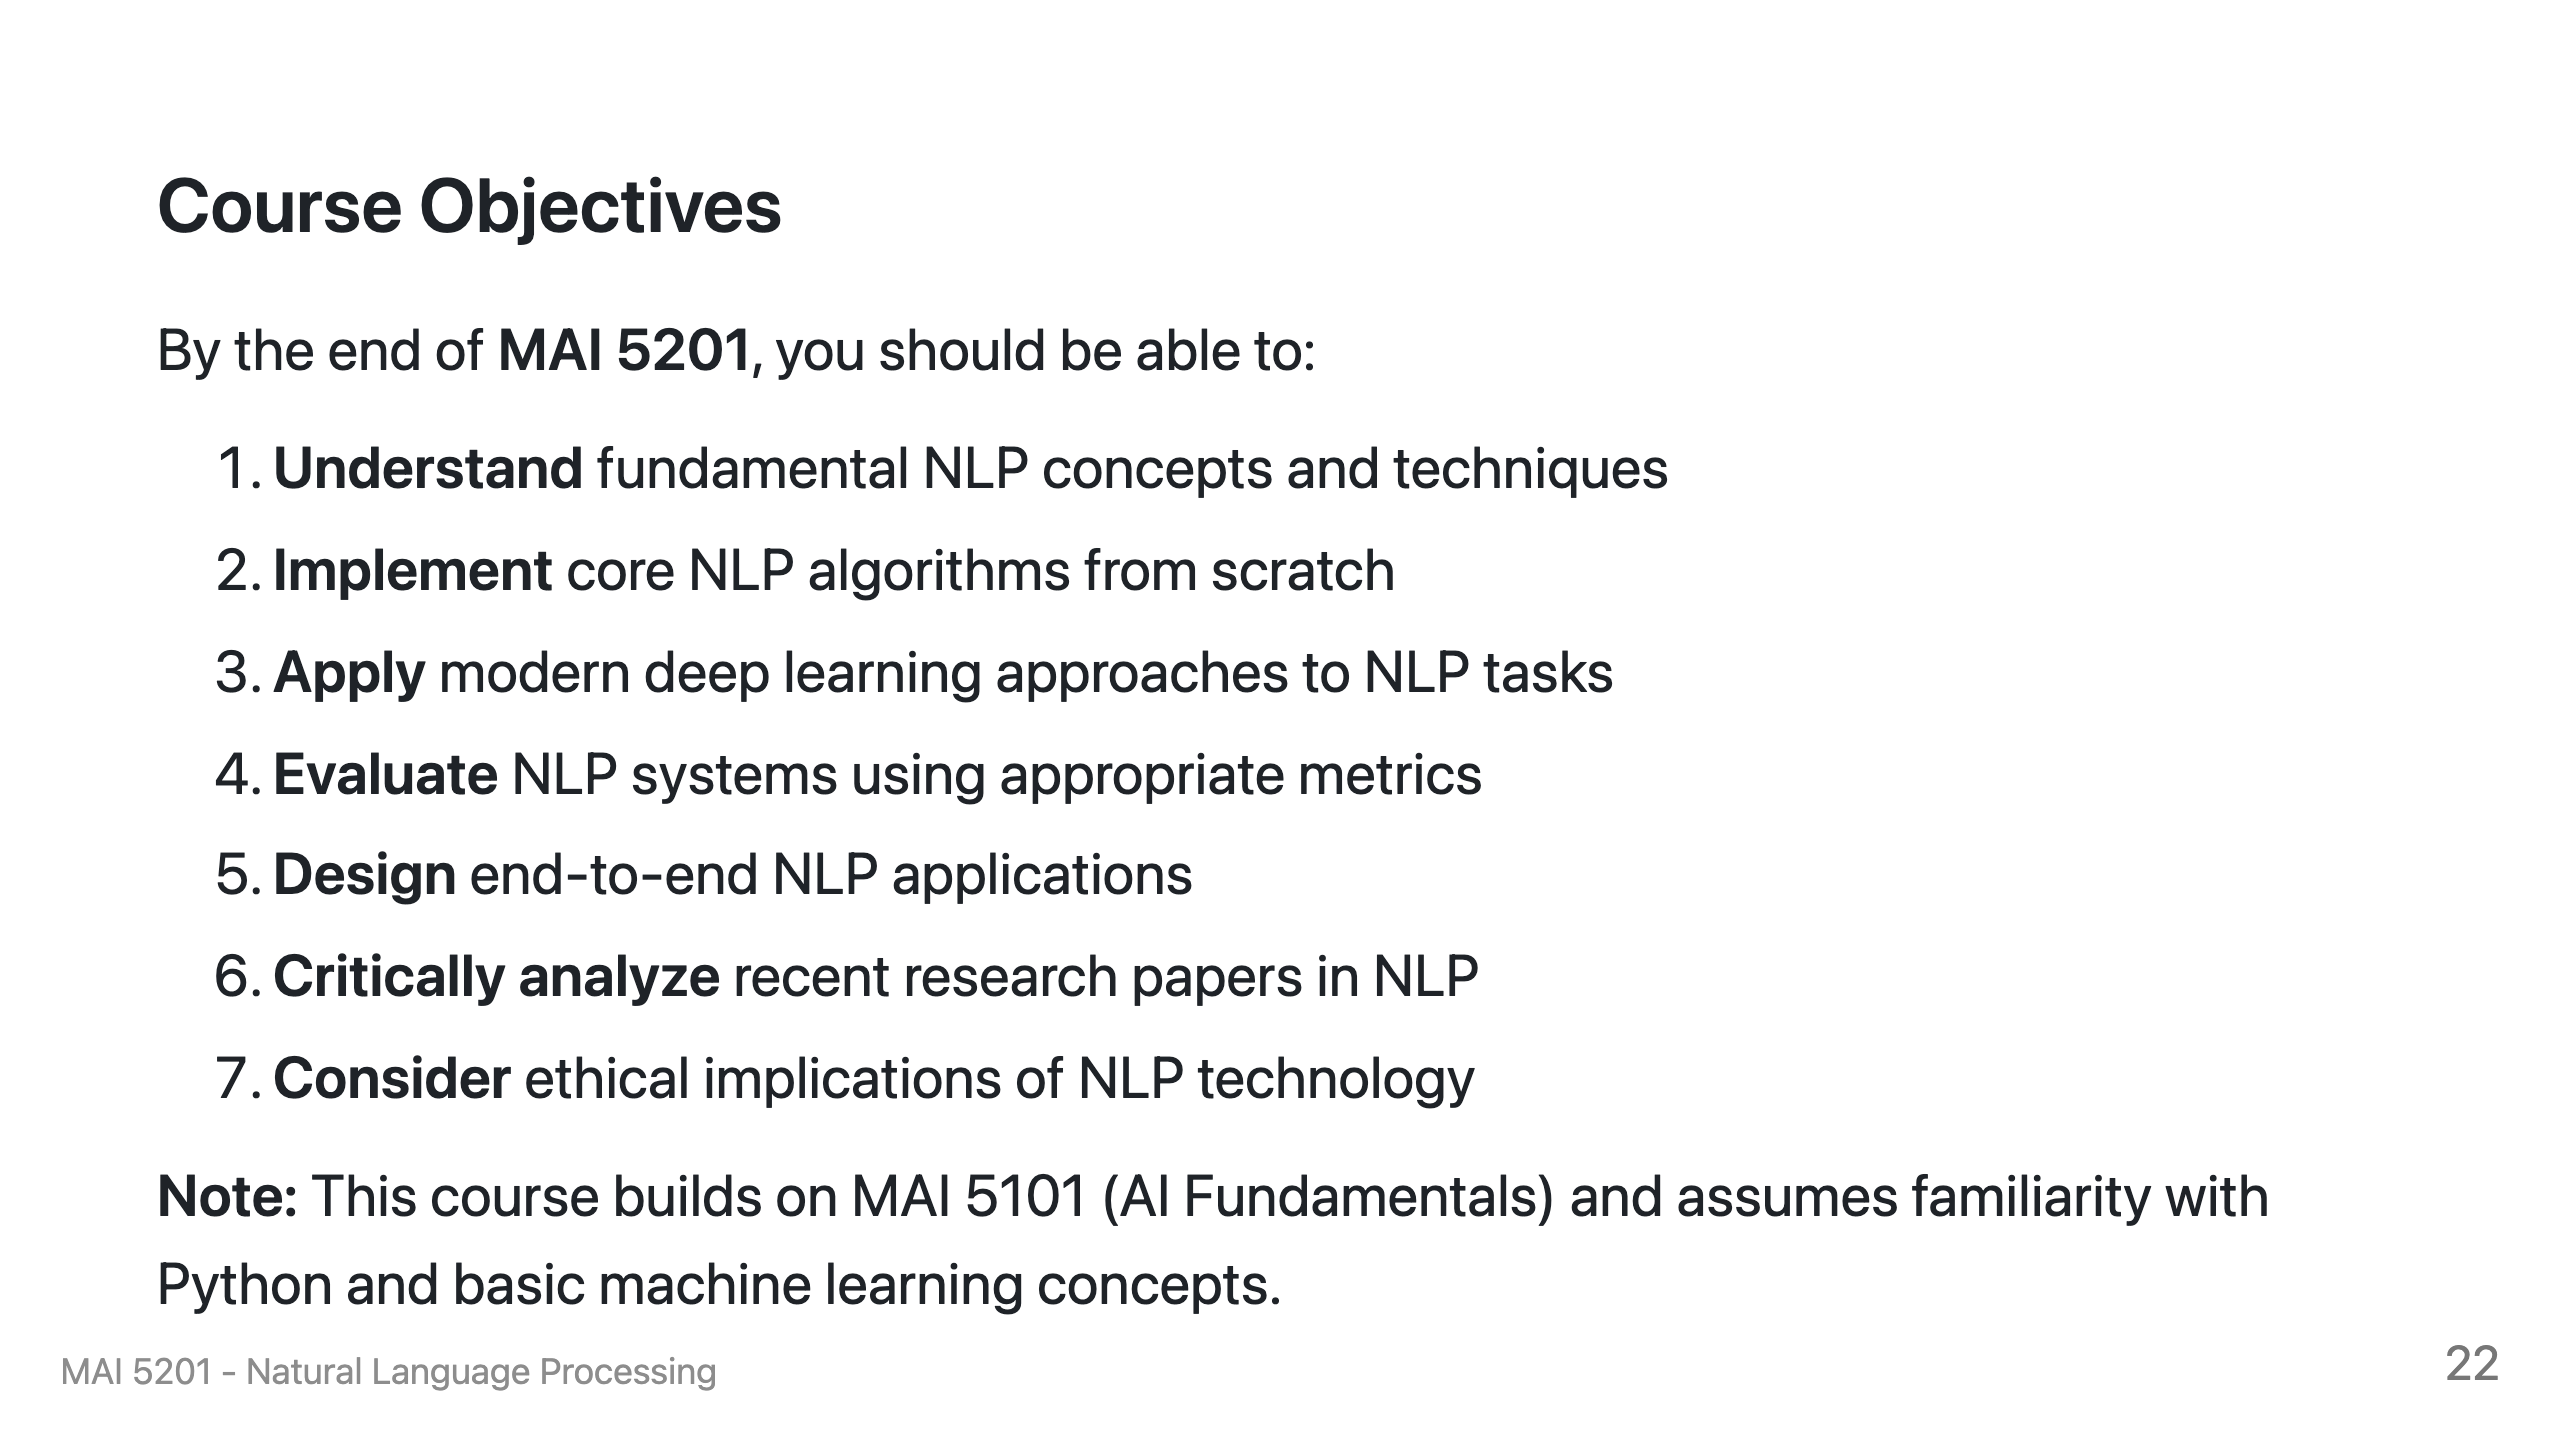 Course Objectives
By the end of MAI 5201, you should be able to:
1. Understand fundamental NLP concepts and techniques
2. Implement core NLP algorithms from scratch
3. Apply modern deep learning approaches to NLP tasks
4. Evaluate NLP systems using appropriate metrics
5. Design end-to-end NLP applications
6. Critically analyze recent research papers in NLP
7. Consider ethical implications of NLP technology
Note: This course builds on MAI 5101 (AI Fundamentals) and assumes familiarity with
Python and basic machine learning concepts.
MAI 5201 - Natural Language Processing
22